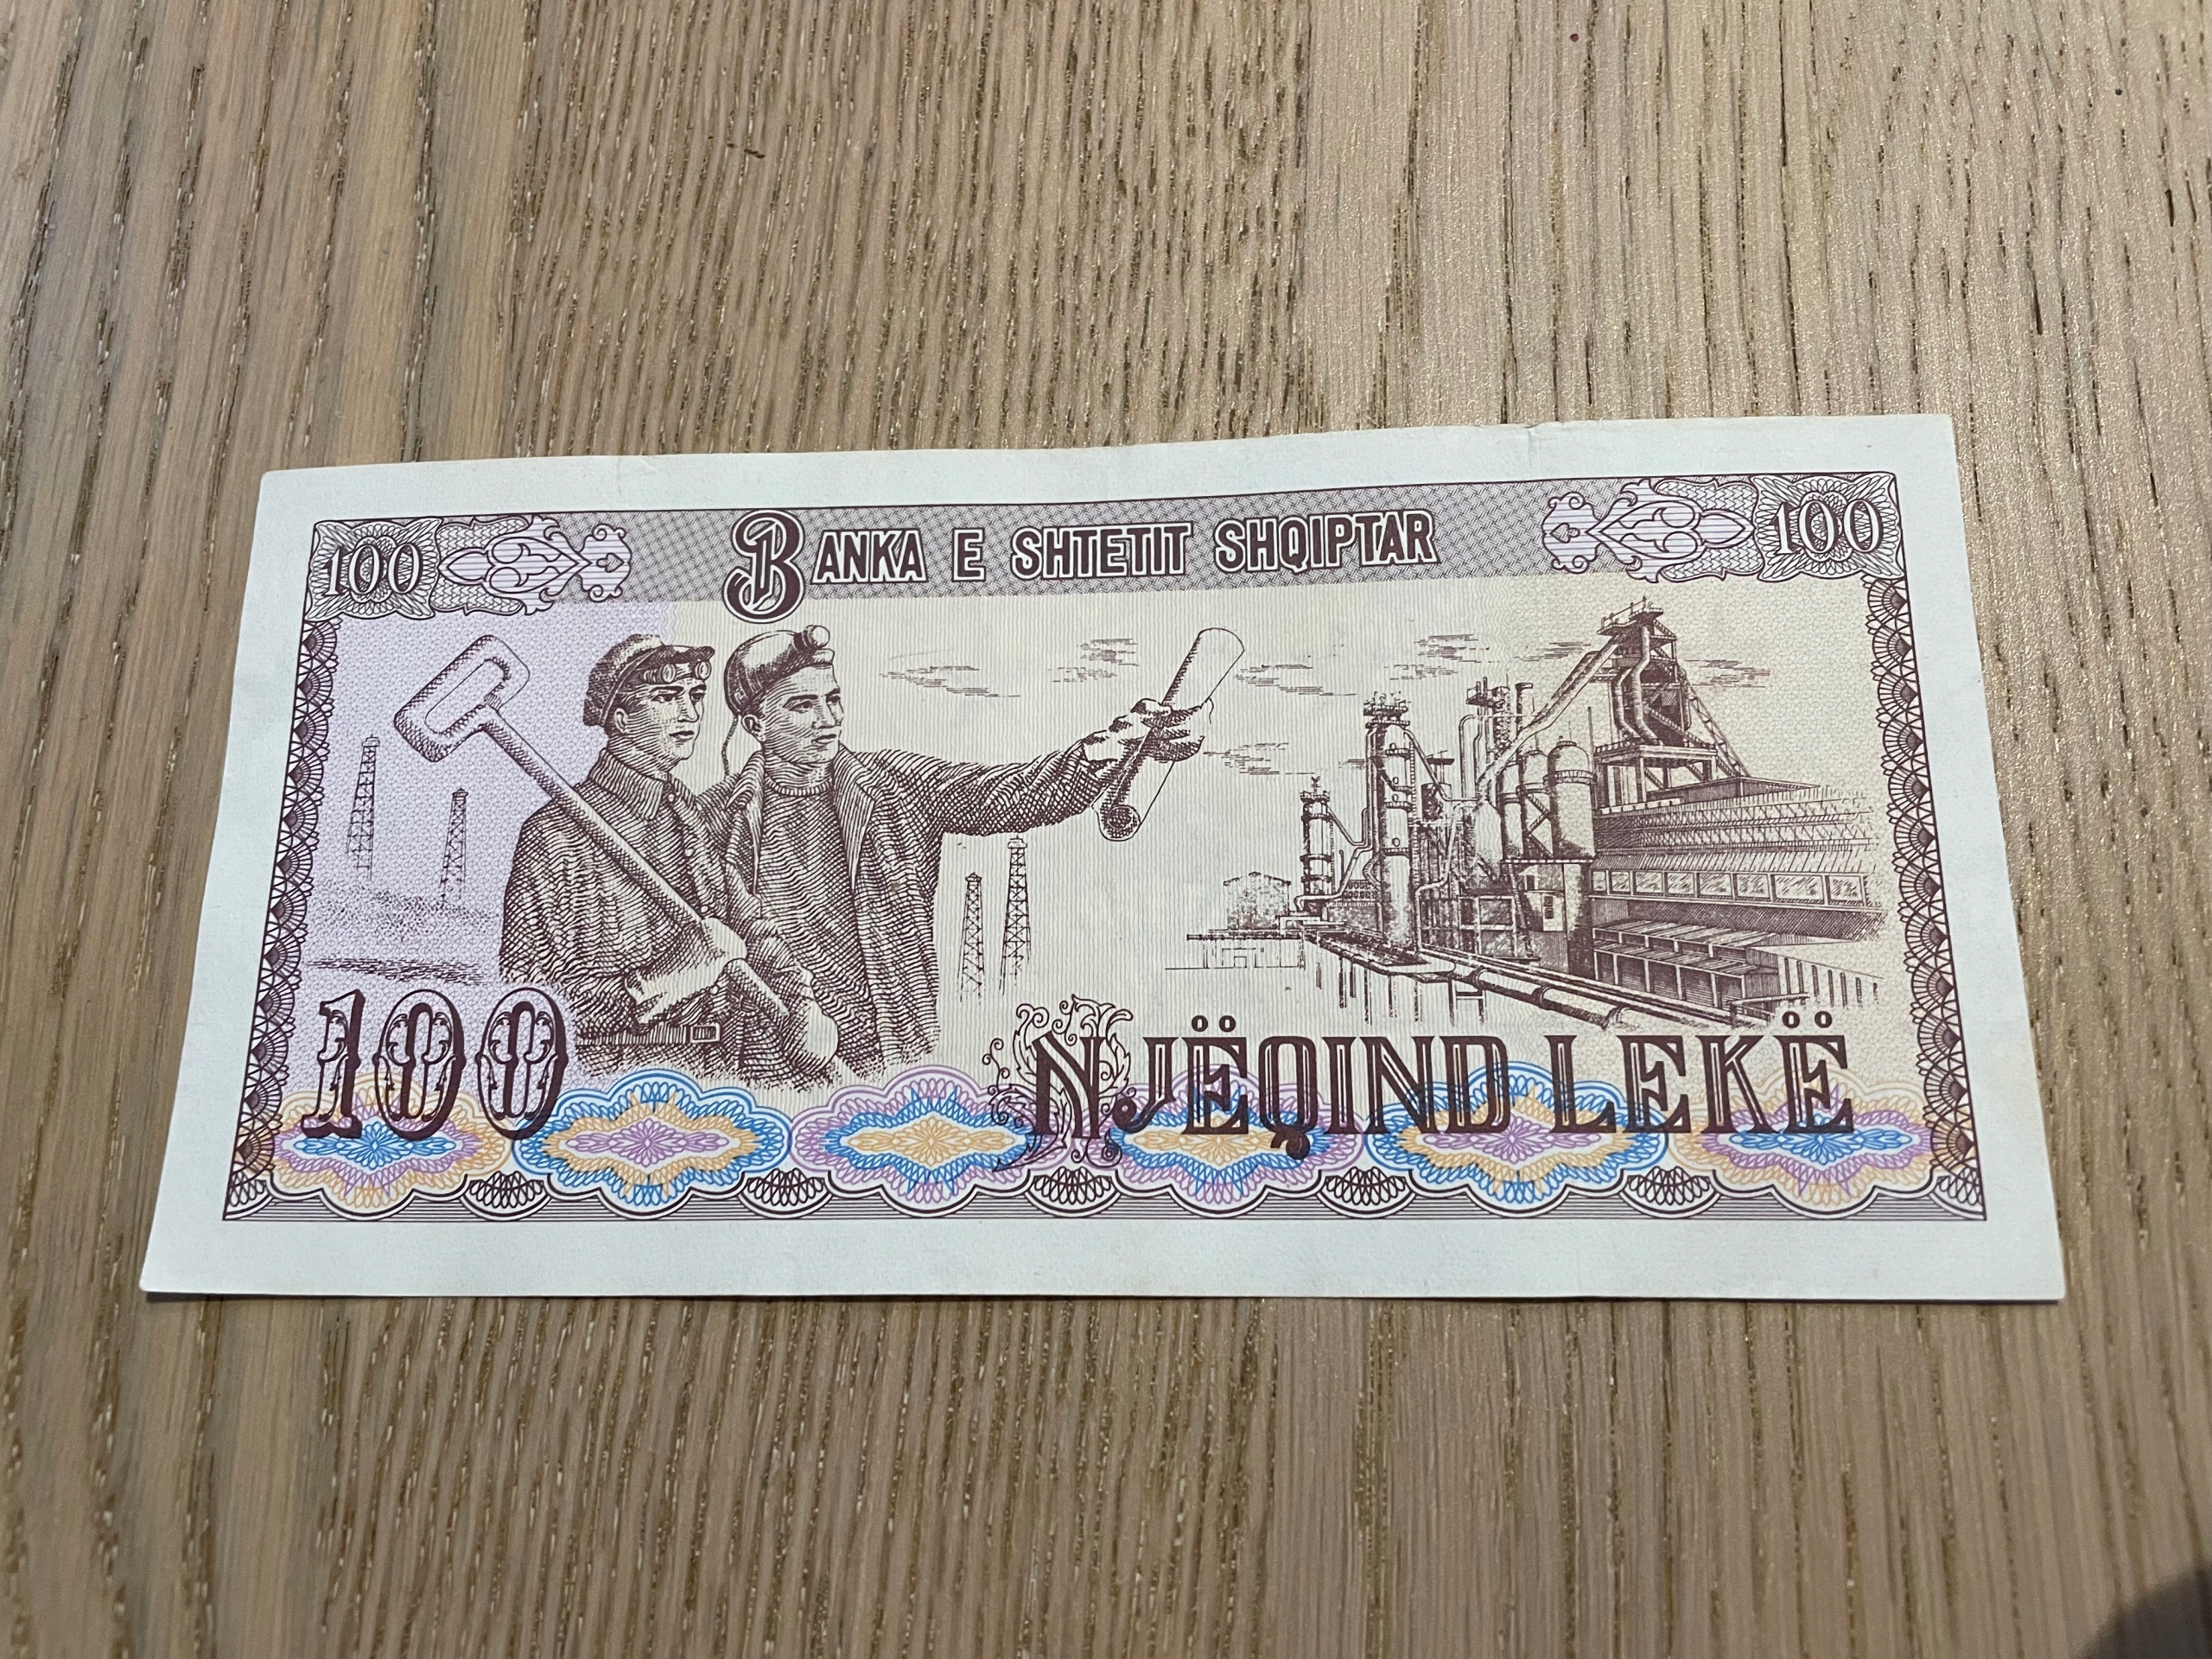 100 BANKA E SHTETIT SHQIPTAR 100
100 NJËQIND LEKË